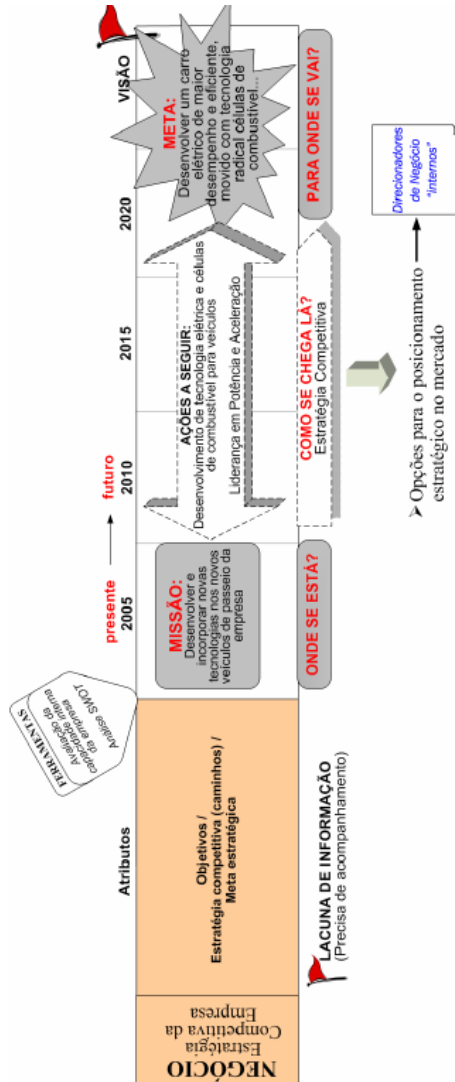 NEGÓCIO
Estratégia
Competitiva da
Empresa
Atributos
Objetivos /
Estratégia competitiva (caminhos) /
Meta estratégica
FERRAMENTAS
Avaliação da
capacidade interna
da empresa
Análise SWOT
presente
futuro
2005
2010
2015
2020
VISÃO
MISSÃO:
Desenvolver e
incorporar novas
tecnologias nos novos
veículos de passeio da
empresa
AÇÕES A SEGUIR:
Desenvolvimento de tecnologia elétrica e células
de combustível para veículos
Liderança em Potência e Aceleração
META:
Desenvolver um carro
elétrico de maior
desempenho e eficiente,
movido com tecnologia
radical células de
combustível...
ONDE SE ESTÁ?
COMO SE CHEGA LÁ?
Estratégia Competitiva
PARA ONDE SE VAI?
LACUNA DE INFORMAÇÃO
(Precisa de acompanhamento)
➤ Opções para o posicionamento
estratégico no mercado
Direcionadores
de Negócio
"Internos"